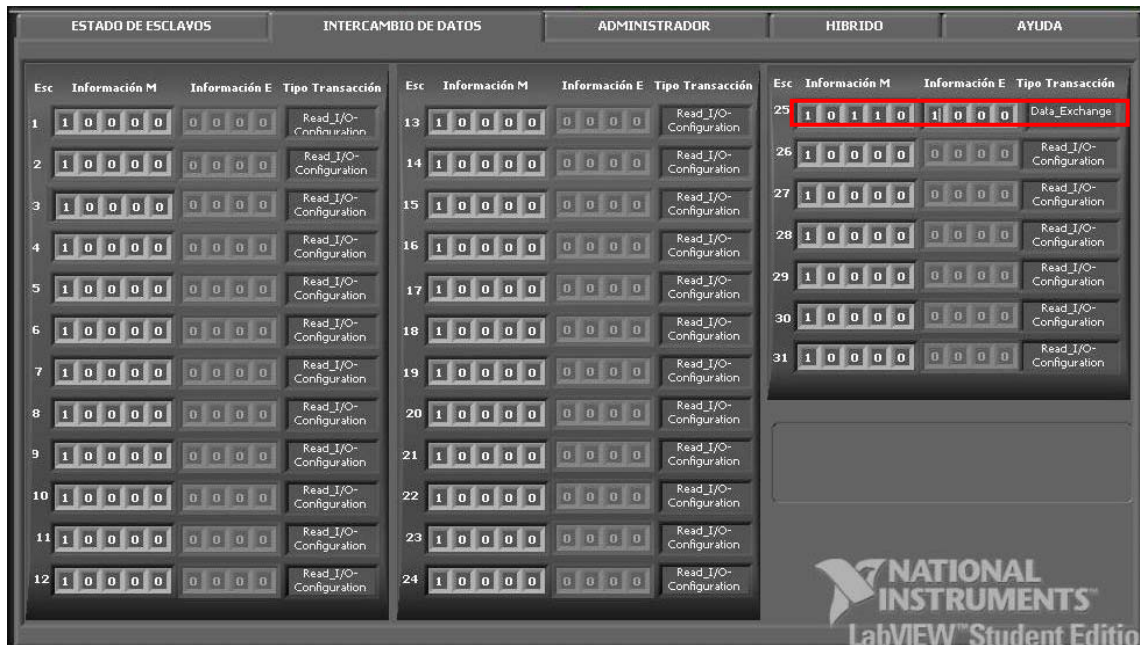 ESTADO DE ESCLAVOS INTERCAMBIO DE DATOS ADMINISTRADOR HIBRIDO AYUDA
Esc Información M Información E Tipo Transacción
1 1 0 0 0 0 0 0 0 0 Read_I/O-
Configuration
2 1 0 0 0 0 0 0 0 0 Read_I/O-
Configuration
3 1 0 0 0 0 0 0 0 0 Read_I/O-
Configuration
4 1 0 0 0 0 0 0 0 0 Read_I/O-
Configuration
5 1 0 0 0 0 0 0 0 0 Read_I/O-
Configuration
6 1 0 0 0 0 0 0 0 0 Read_I/O-
Configuration
7 1 0 0 0 0 0 0 0 0 Read_I/O-
Configuration
8 1 0 0 0 0 0 0 0 0 Read_I/O-
Configuration
9 1 0 0 0 0 0 0 0 0 Read_I/O-
Configuration
10 1 0 0 0 0 0 0 0 0 Read_I/O-
Configuration
11 1 0 0 0 0 0 0 0 0 Read_I/O-
Configuration
12 1 0 0 0 0 0 0 0 0 Read_I/O-
Configuration
Esc Información M Información E Tipo Transacción
13 1 0 0 0 0 0 0 0 0 Read_I/O-
Configuration
14 1 0 0 0 0 0 0 0 0 Read_I/O-
Configuration
15 1 0 0 0 0 0 0 0 0 Read_I/O-
Configuration
16 1 0 0 0 0 0 0 0 0 Read_I/O-
Configuration
17 1 0 0 0 0 0 0 0 0 Read_I/O-
Configuration
18 1 0 0 0 0 0 0 0 0 Read_I/O-
Configuration
19 1 0 0 0 0 0 0 0 0 Read_I/O-
Configuration
20 1 0 0 0 0 0 0 0 0 Read_I/O-
Configuration
21 1 0 0 0 0 0 0 0 0 Read_I/O-
Configuration
22 1 0 0 0 0 0 0 0 0 Read_I/O-
Configuration
23 1 0 0 0 0 0 0 0 0 Read_I/O-
Configuration
24 1 0 0 0 0 0 0 0 0 Read_I/O-
Configuration
Esc Información M Información E Tipo Transacción
25 1 0 1 1 0 1 0 0 0 Data_Exchange
26 1 0 0 0 0 0 0 0 0 Read_I/O-
Configuration
27 1 0 0 0 0 0 0 0 0 Read_I/O-
Configuration
28 1 0 0 0 0 0 0 0 0 Read_I/O-
Configuration
29 1 0 0 0 0 0 0 0 0 Read_I/O-
Configuration
30 1 0 0 0 0 0 0 0 0 Read_I/O-
Configuration
31 1 0 0 0 0 0 0 0 0 Read_I/O-
Configuration
NATIONAL
INSTRUMENTS™
LabVIEW™ Student Editio